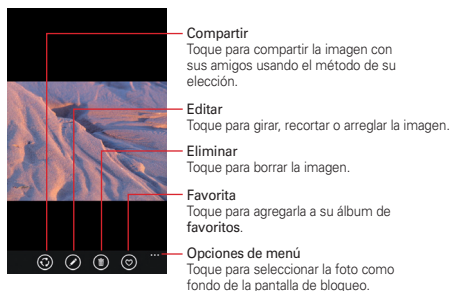 Compartir
Toque para compartir la imagen con
sus amigos usando el método de su
elección.
Editar
Toque para girar, recortar o arreglar la imagen.
Eliminar
Toque para borrar la imagen.
Favorita
Toque para agregarla a su álbum de
favoritos.
Opciones de menú
Toque para seleccionar la foto como
fondo de la pantalla de bloqueo.